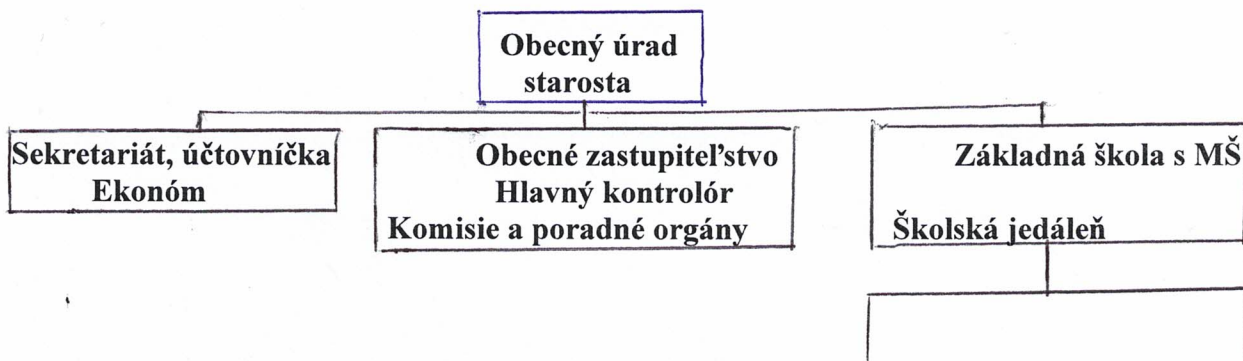 Obecný úrad
starosta
Sekretariát, účtovníčka
Ekonóm
Obecné zastupiteľstvo
Hlavný kontrolór
Komisie a poradné orgány
Základná škola s MŠ
Školská jedáleň